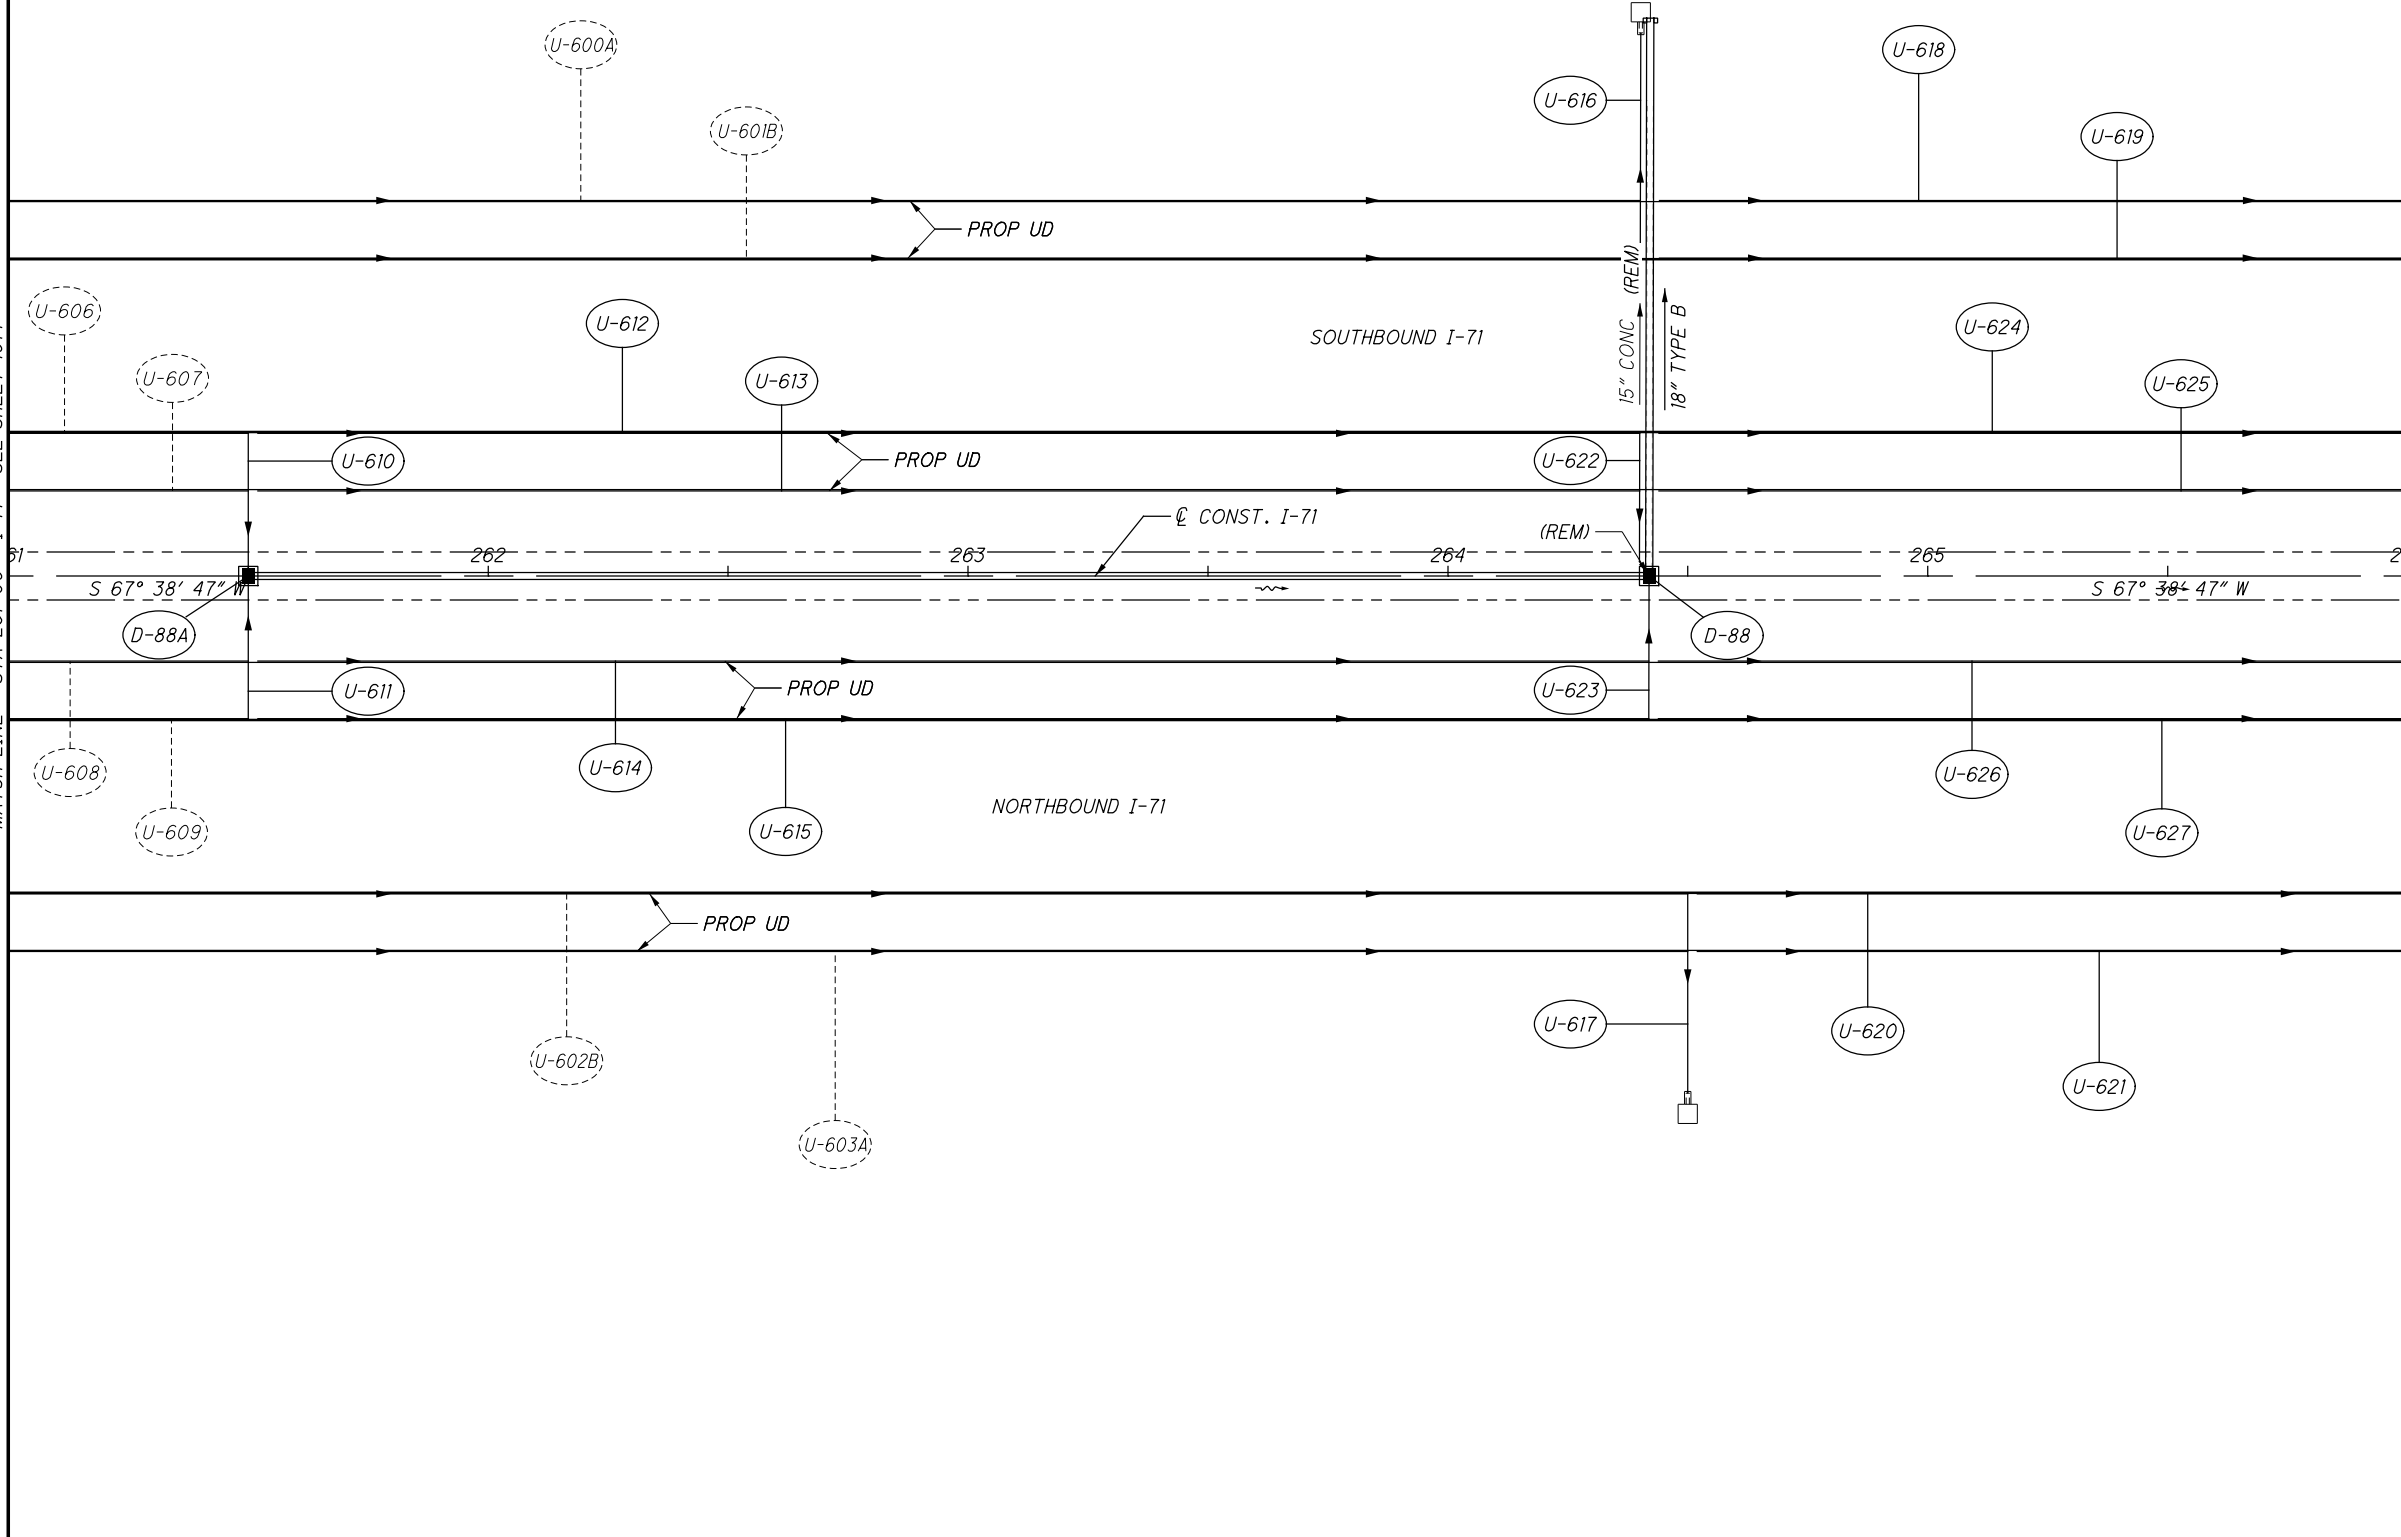 U-600A
U-618
U-616
U-601B
U-619
PROP UD
(REM)
U-606
U-612
15" CONC
18" TYPE B
U-624
SOUTHBOUND I-71
U-607
U-613
U-625
U-610
PROP UD
U-622
℄ CONST. I-71
(REM)
262
263
264
265
S 67° 38' 47" W
S 67° 38' 47" W
D-88A
D-88
U-611
PROP UD
U-623
U-608
U-614
U-626
NORTHBOUND I-71
U-609
U-615
U-627
PROP UD
U-617
U-620
U-602B
U-621
U-603A